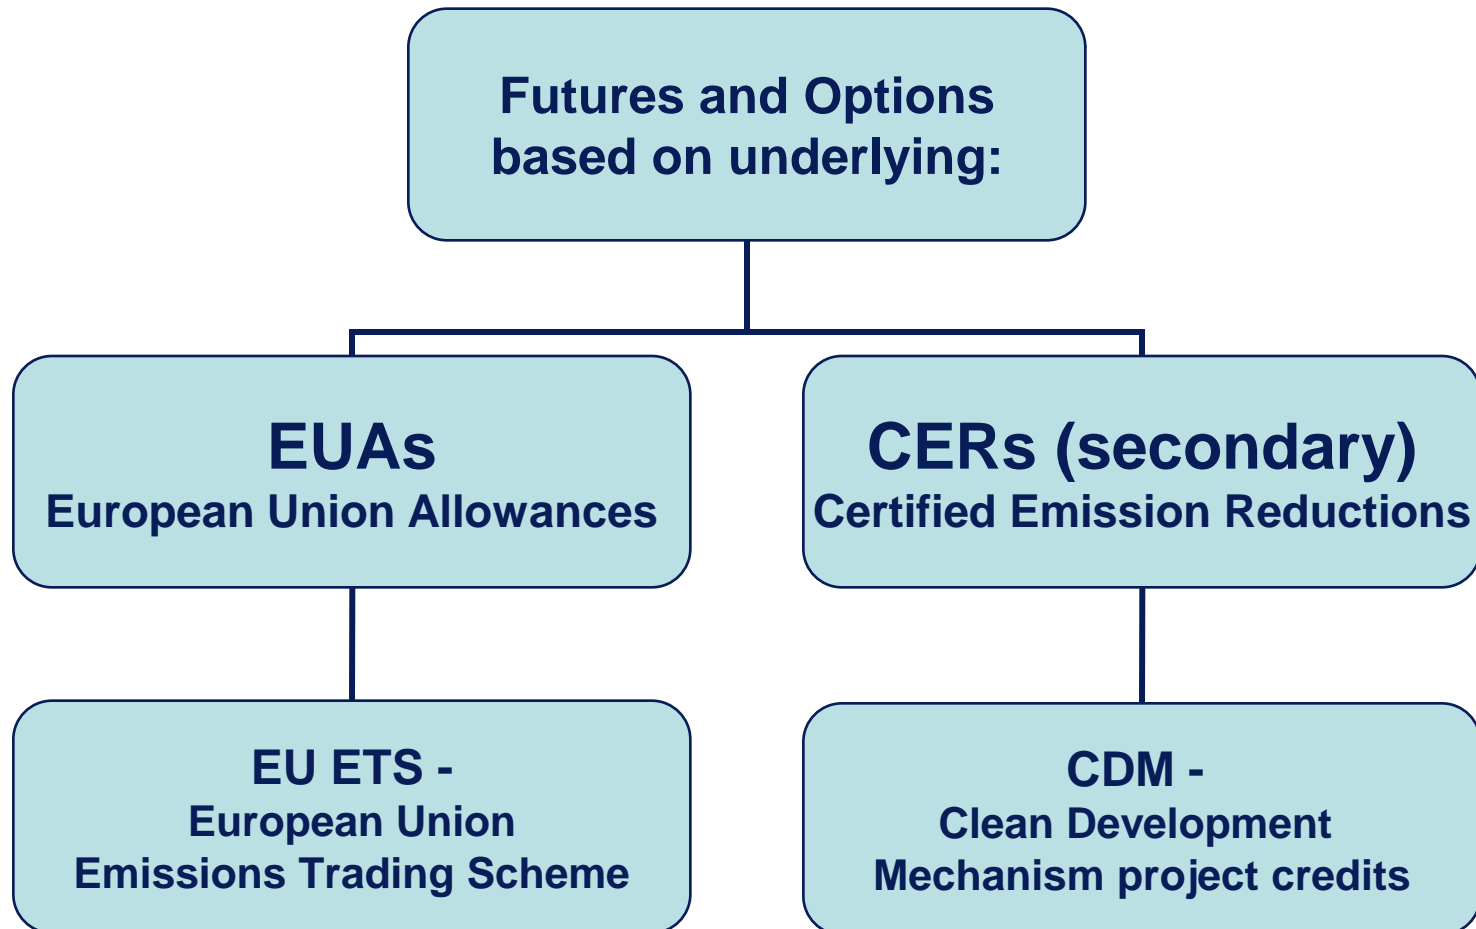 Futures and Options
based on underlying:
EUAs
European Union Allowances
CERs (secondary)
Certified Emission Reductions
EU ETS -
European Union
Emissions Trading Scheme
CDM -
Clean Development
Mechanism project credits